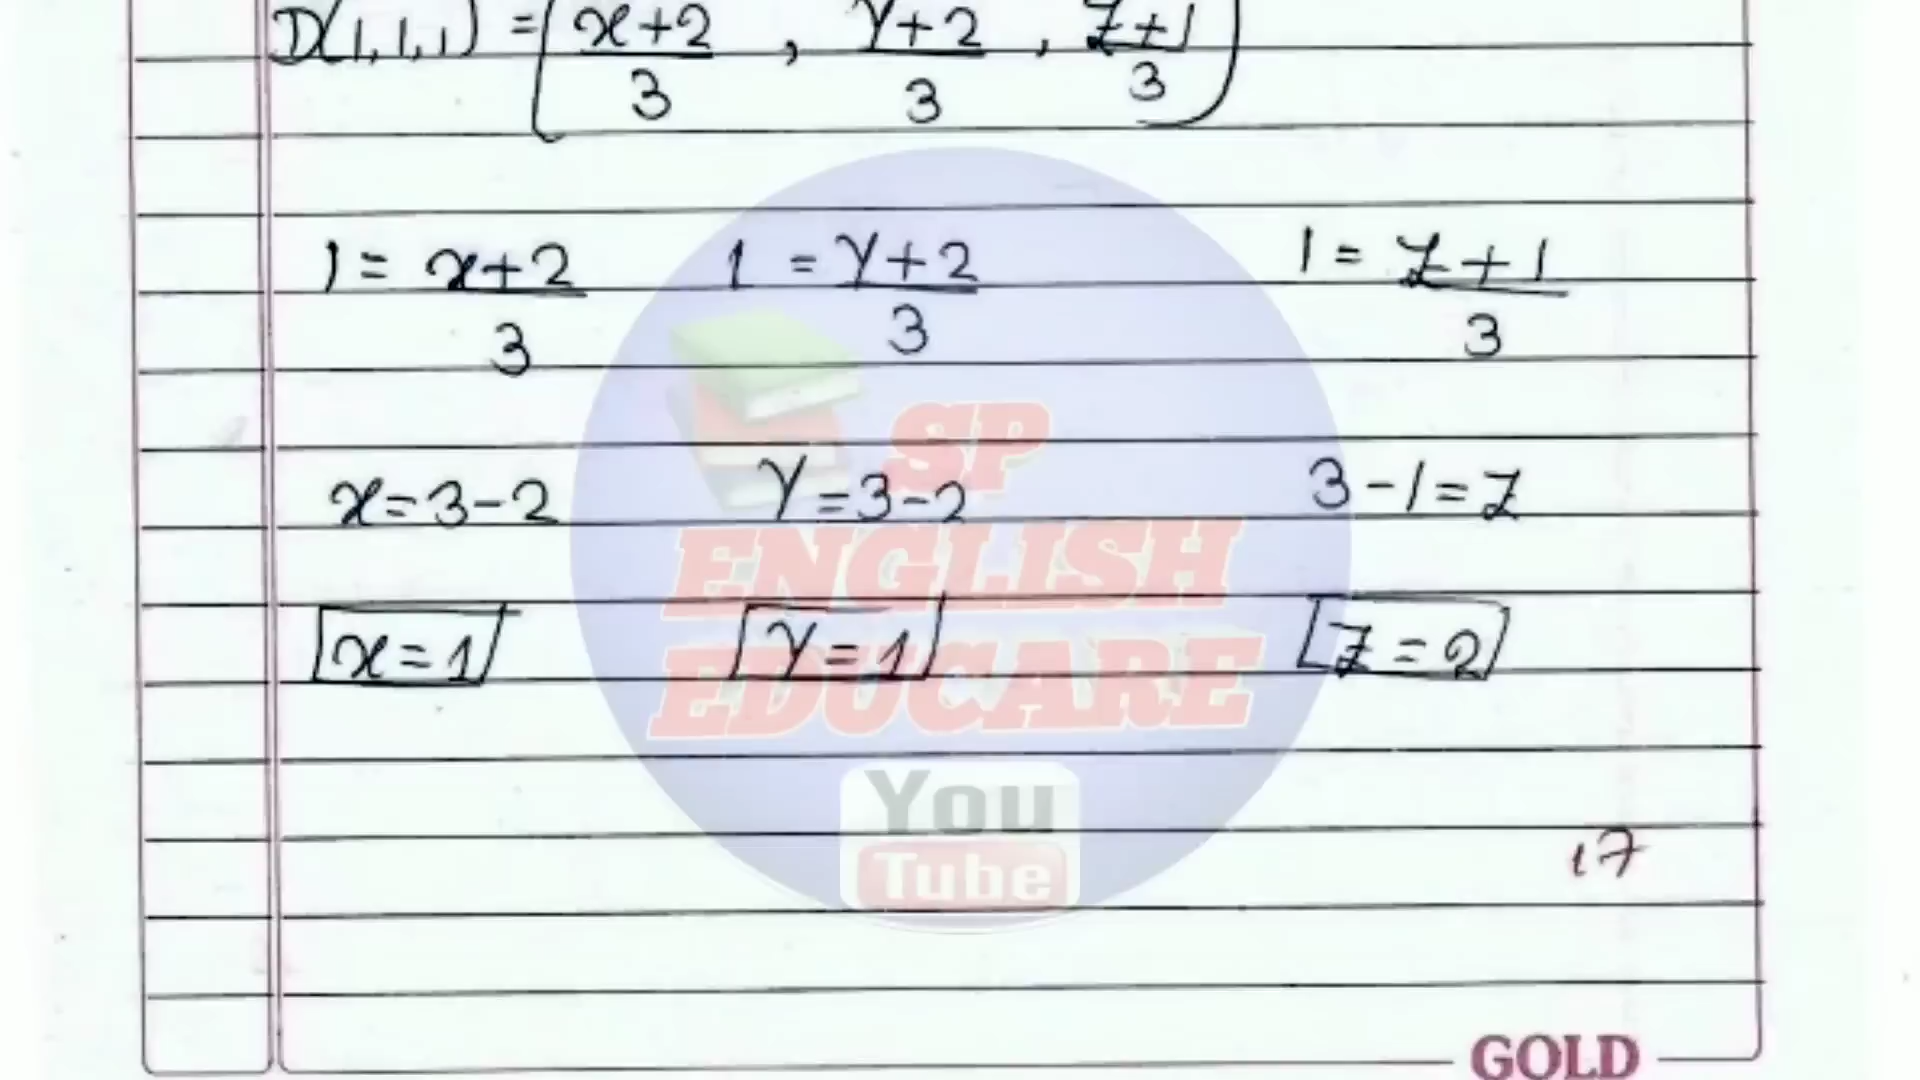 D(1,1,1) = (x+2/3 , y+2/3 , z+1/3)
1 = x+2/3 1 = y+2/3 1 = z+1/3
x=3-2 y=3-2 3-1=z
x=1 y=1 z=2
SP
ENGLISH
EDUCARE
You
Tube
17
GOLD